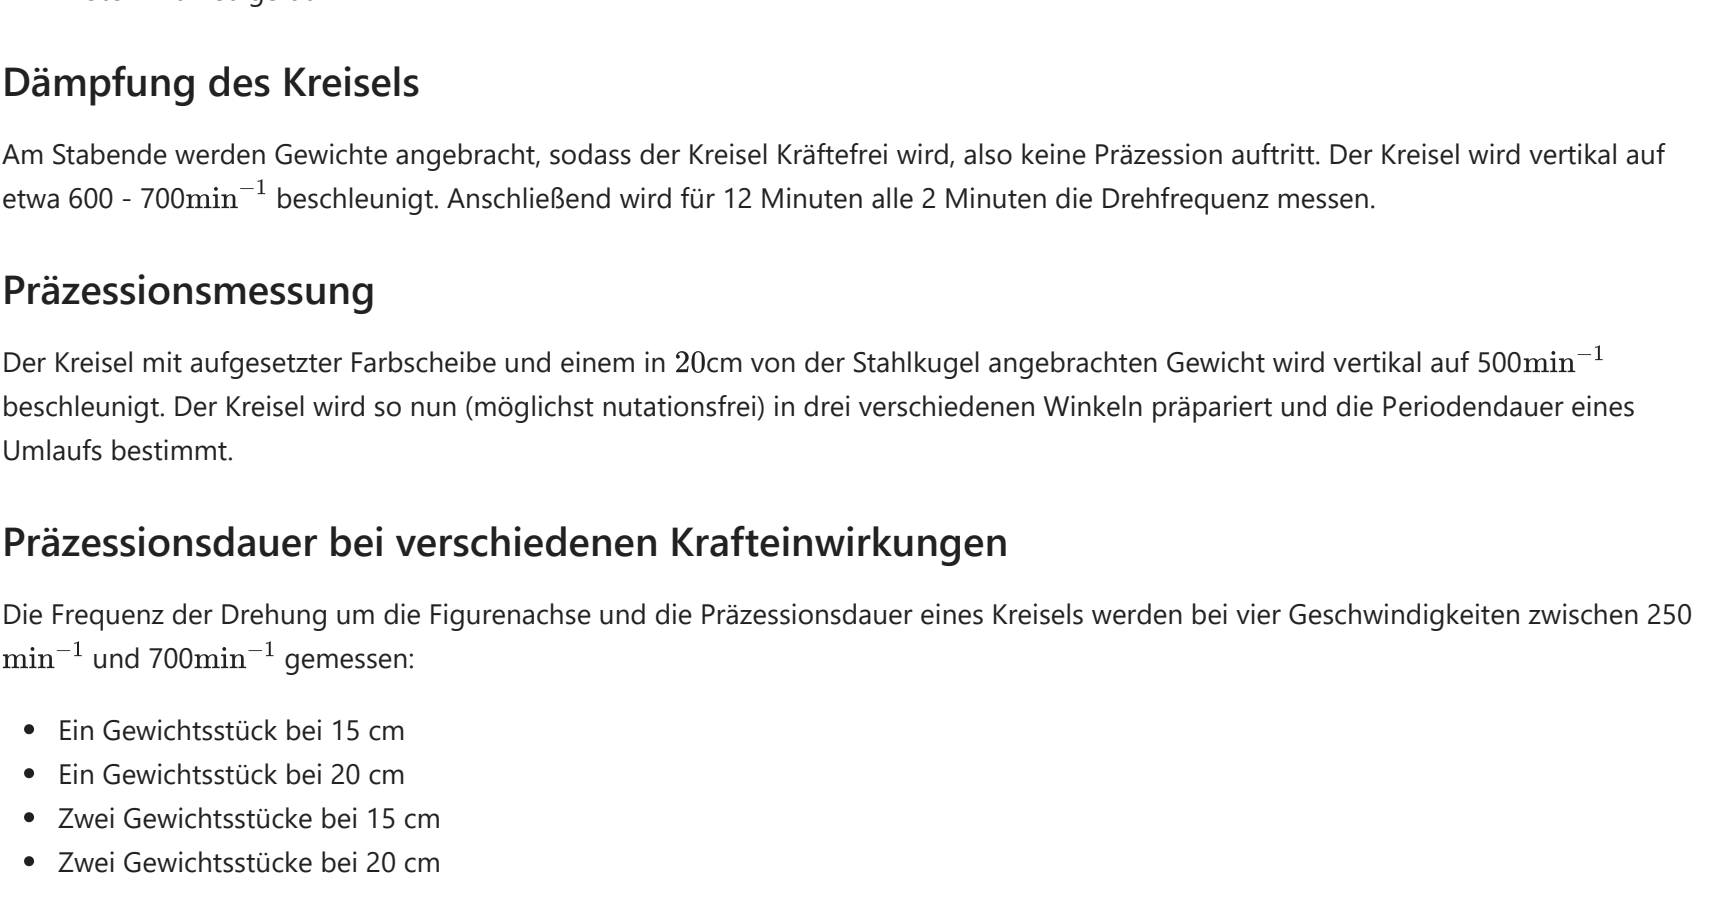 Dämpfung des Kreisels
Am Stabende werden Gewichte angebracht, sodass der Kreisel Kräftefrei wird, also keine Präzession auftritt. Der Kreisel wird vertikal auf
etwa 600 - 700min⁻¹ beschleunigt. Anschließend wird für 12 Minuten alle 2 Minuten die Drehfrequenz messen.
Präzessionsmessung
Der Kreisel mit aufgesetzter Farbscheibe und einem in 20cm von der Stahlkugel angebrachten Gewicht wird vertikal auf 500min⁻¹
beschleunigt. Der Kreisel wird so nun (möglichst nutationsfrei) in drei verschiedenen Winkeln präpariert und die Periodendauer eines
Umlaufs bestimmt.
Präzessionsdauer bei verschiedenen Krafteinwirkungen
Die Frequenz der Drehung um die Figurenachse und die Präzessionsdauer eines Kreisels werden bei vier Geschwindigkeiten zwischen 250
min⁻¹ und 700min⁻¹ gemessen:
• Ein Gewichtsstück bei 15 cm
• Ein Gewichtsstück bei 20 cm
• Zwei Gewichtsstücke bei 15 cm
• Zwei Gewichtsstücke bei 20 cm